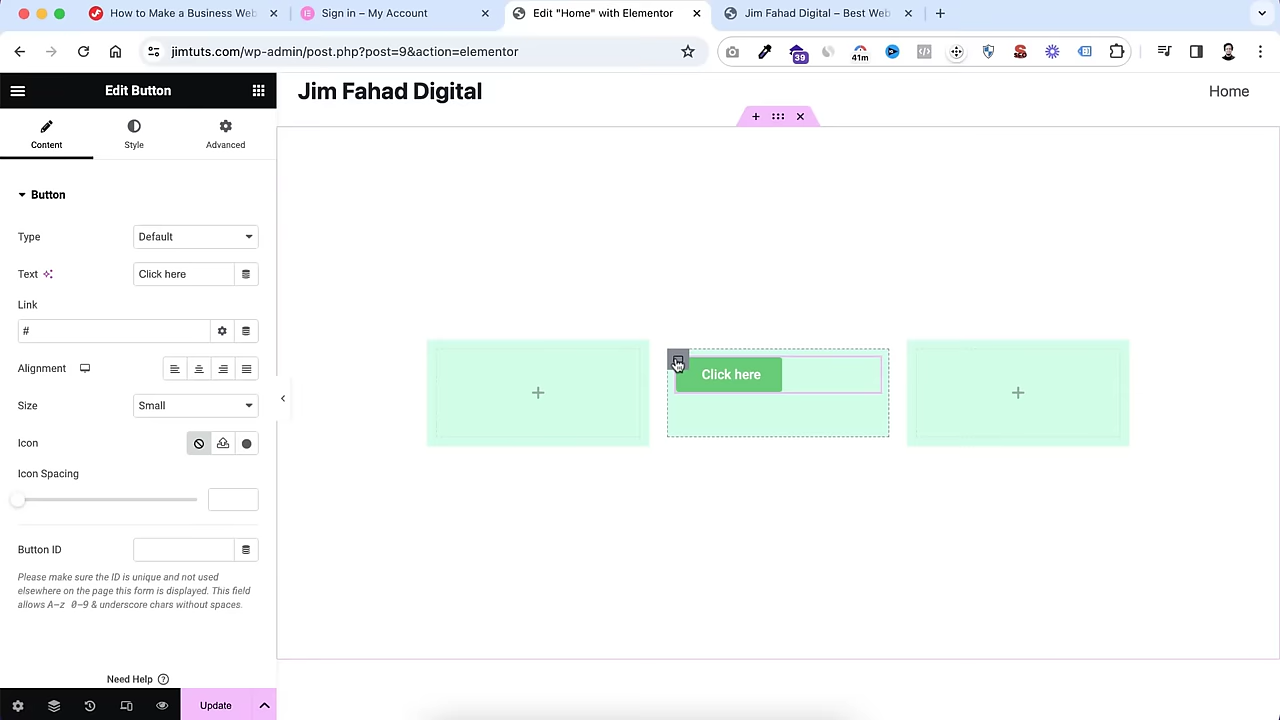 How to Make a Business Web
Sign in – My Account
Edit "Home" with Elementor
Jim Fahad Digital – Best Web
jimtuts.com/wp-admin/post.php?post=9&action=elementor
39
41m
Edit Button
Jim Fahad Digital
Home
Content
Style
Advanced
Button
Type
Default
Text
Click here
Link
#
Alignment
Size
Small
Icon
Icon Spacing
Button ID
Please make sure the ID is unique and not used
elsewhere on the page this form is displayed. This field
allows A–z 0–9 & underscore chars without spaces.
Need Help
Update
Click here